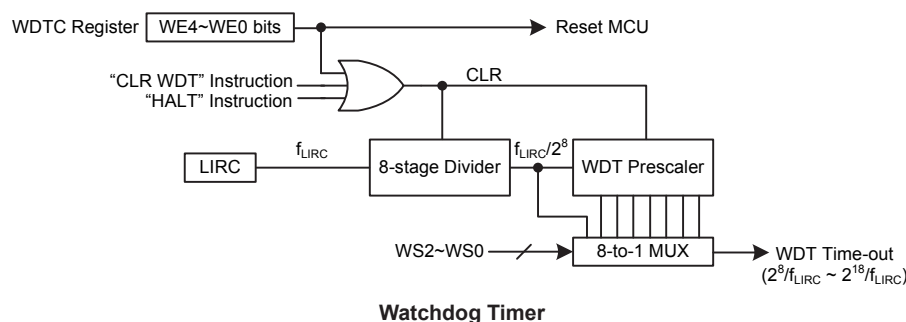 WDTC Register WE4~WE0 bits Reset MCU
CLR
“CLR WDT” Instruction
“HALT” Instruction
LIRC
fLIRC
8-stage Divider
fLIRC/2⁸
WDT Prescaler
WS2~WS0
8-to-1 MUX
WDT Time-out
(2⁸/fLIRC ~ 2¹⁸/fLIRC)
Watchdog Timer